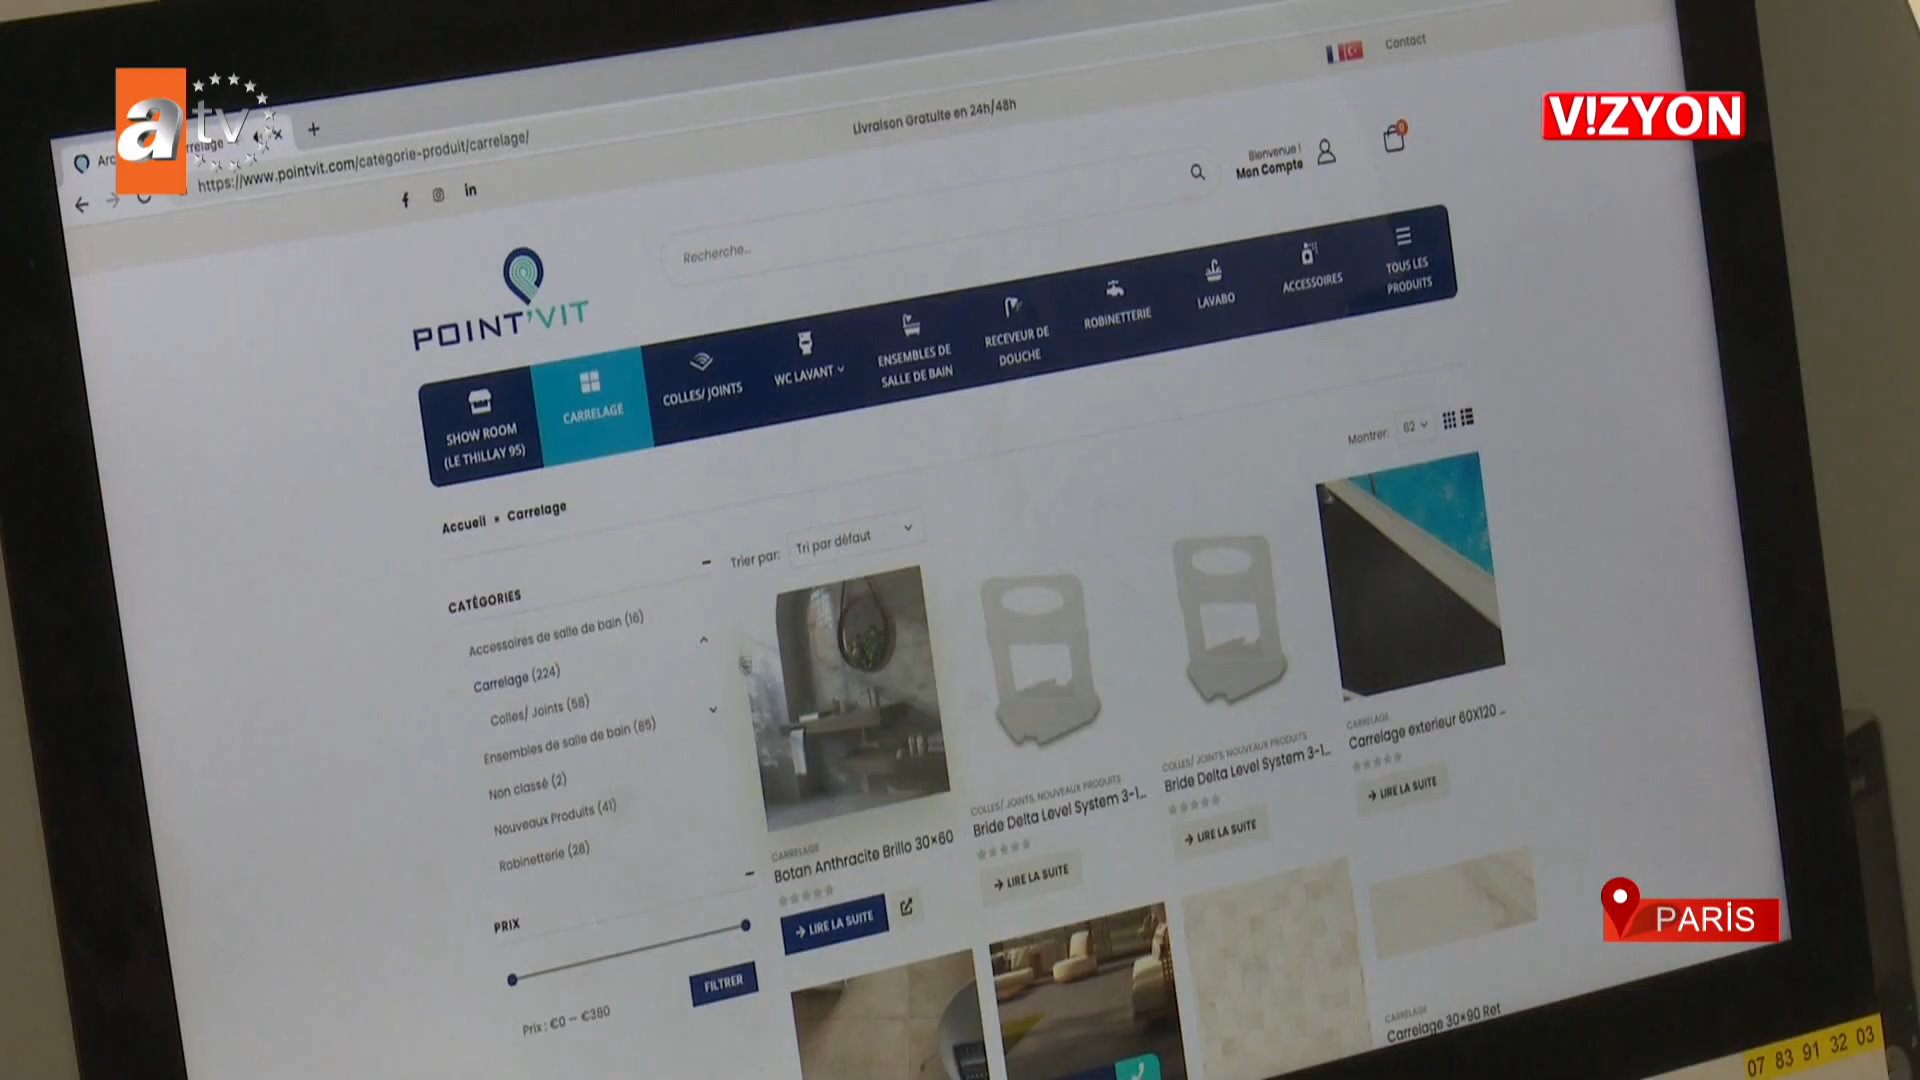 atv
VIZYON
Contact
Livraison Gratuite en 24h/48h
https://www.pointvit.com/categorie-produit/carrelage/
Bienvenue !
Mon Compte
0
Recherche...
POINT'VIT
SHOW ROOM
(LE THILLAY 95)
CARRELAGE
COLLES/ JOINTS
WC LAVANT
ENSEMBLES DE
SALLE DE BAIN
RECEVEUR DE
DOUCHE
ROBINETTERIE
LAVABO
ACCESSOIRES
TOUS LES
PRODUITS
Accueil • Carrelage
Trier par: Tri par défaut
Montrer: 62
CATÉGORIES
Accessoires de salle de bain (16)
Carrelage (224)
Colles/ Joints (58)
Ensembles de salle de bain (65)
Non classé (2)
Nouveaux Produits (41)
Robinetterie (28)
PRIX
Prix : €0 — €380
FILTRER
CARRELAGE
Botan Anthracite Brillo 30×60
LIRE LA SUITE
COLLES/ JOINTS, NOUVEAUX PRODUITS
Bride Delta Level System 3-1...
LIRE LA SUITE
COLLES/ JOINTS, NOUVEAUX PRODUITS
Bride Delta Level System 3-1...
LIRE LA SUITE
CARRELAGE
Carrelage exterieur 60X120 ...
LIRE LA SUITE
CARRELAGE
Carrelage 30×90 Ret
PARİS
07 83 91 32 03